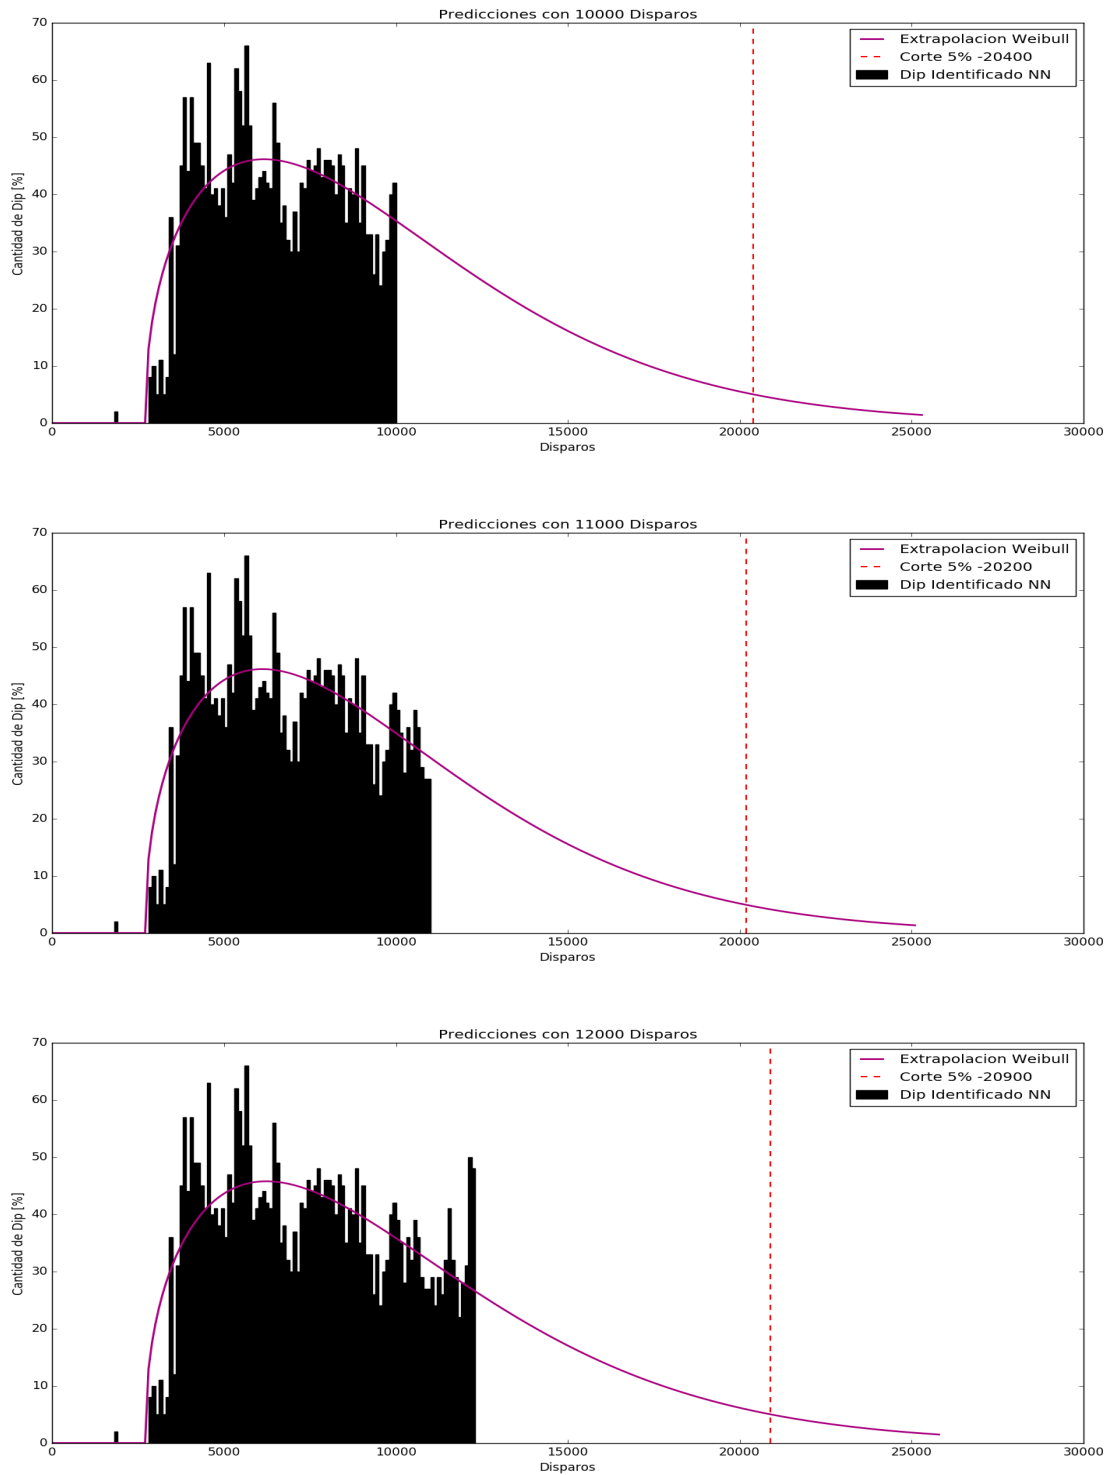 Predicciones con 10000 Disparos
70
60
50
40
30
20
10
0
Cantidad de Dip [%]
Extrapolacion Weibull
Corte 5% -20400
Dip Identificado NN
0 5000 10000 15000 20000 25000 30000
Disparos
Predicciones con 11000 Disparos
70
60
50
40
30
20
10
0
Cantidad de Dip [%]
Extrapolacion Weibull
Corte 5% -20200
Dip Identificado NN
0 5000 10000 15000 20000 25000 30000
Disparos
Predicciones con 12000 Disparos
70
60
50
40
30
20
10
0
Cantidad de Dip [%]
Extrapolacion Weibull
Corte 5% -20900
Dip Identificado NN
0 5000 10000 15000 20000 25000 30000
Disparos